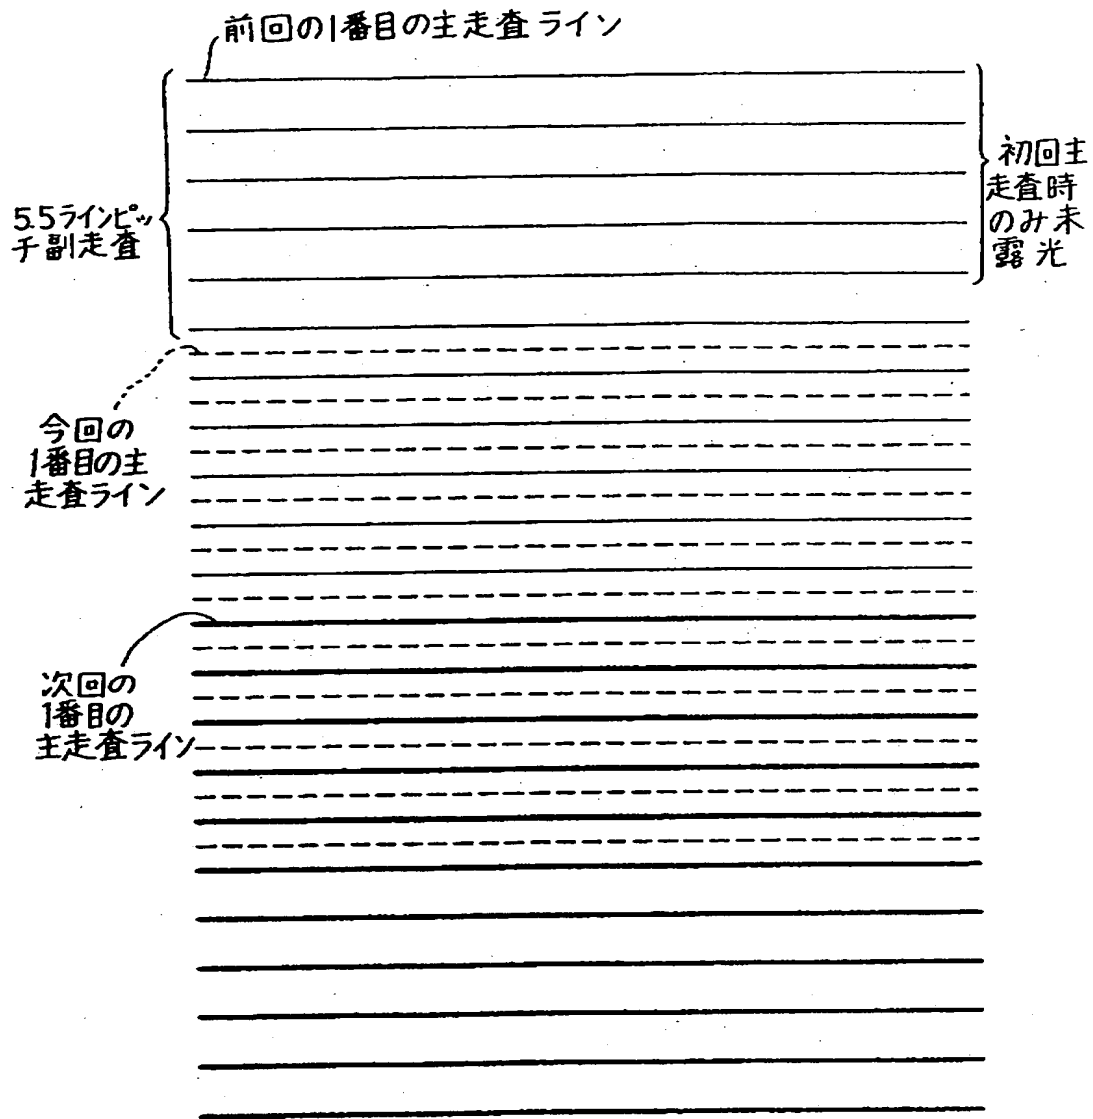 前回の1番目の主走査ライン
初回主
走査時
のみ未
露光
5.5ラインピッ
チ副走査
今回の
1番目の主
走査ライン
次回の
1番目の
主走査ライン